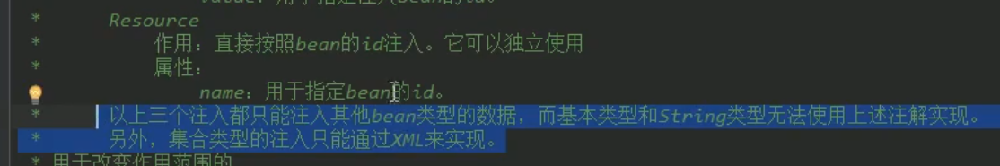 value：用于指定注入bean的id。
* Resource
* 作用：直接按照bean的id注入。它可以独立使用
* 属性：
name：用于指定bean的id。
* 以上三个注入都只能注入其他bean类型的数据，而基本类型和String类型无法使用上述注解实现。
* 另外，集合类型的注入只能通过XML来实现。
* 用于改变作用范围的